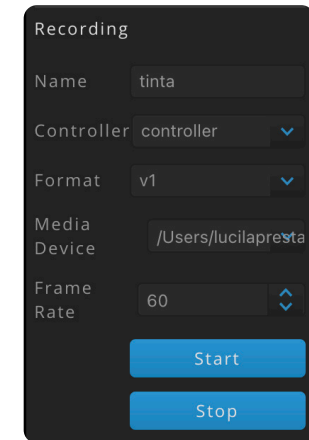 Recording
Name tinta
Controller controller
Format v1
Media
Device /Users/lucilapresta
Frame
Rate 60
Start
Stop